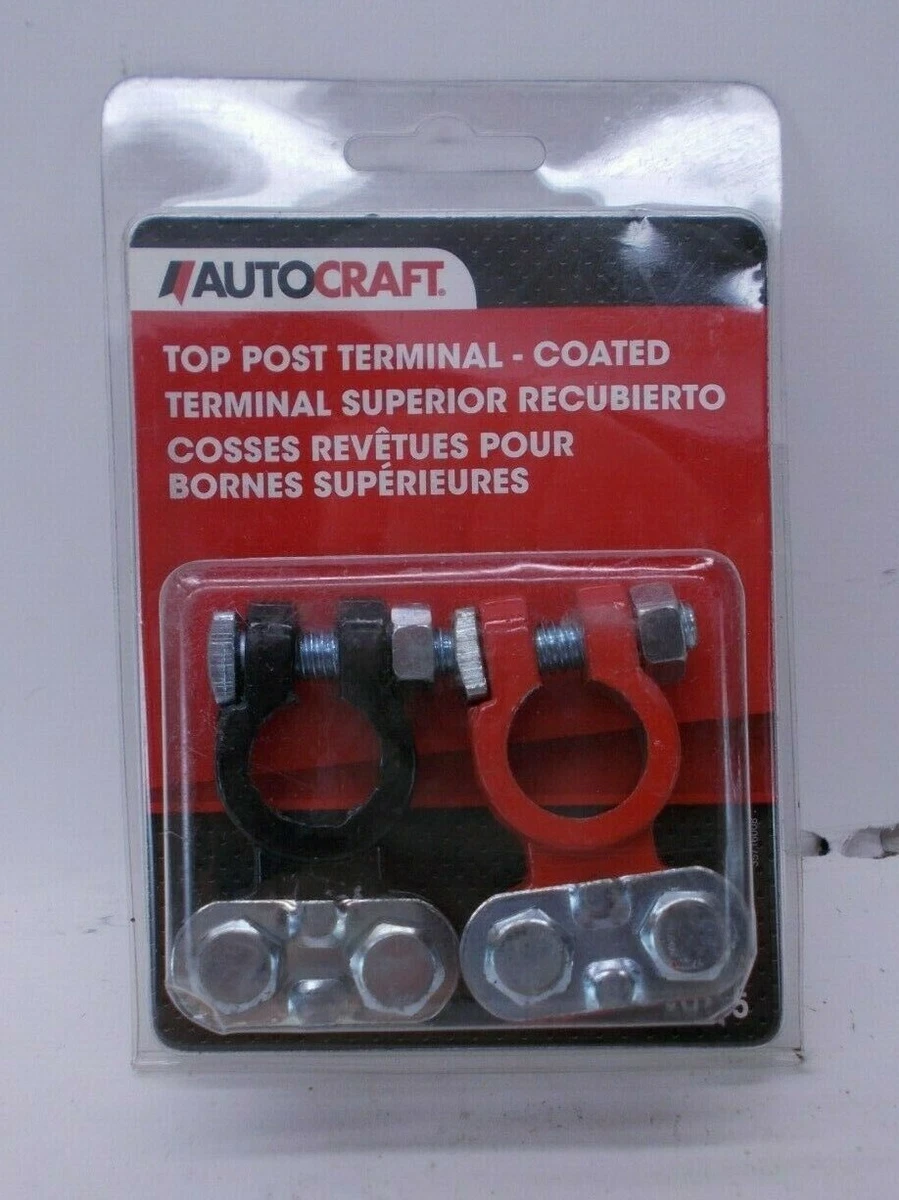 AUTOCRAFT®
TOP POST TERMINAL - COATED
TERMINAL SUPERIOR RECUBIERTO
COSSES REVÊTUES POUR
BORNES SUPÉRIEURES